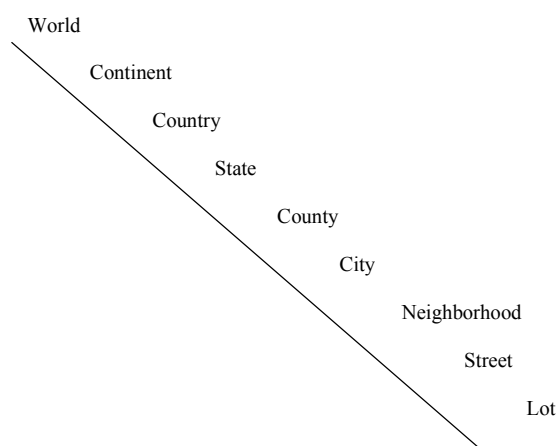 World
Continent
Country
State
County
City
Neighborhood
Street
Lot